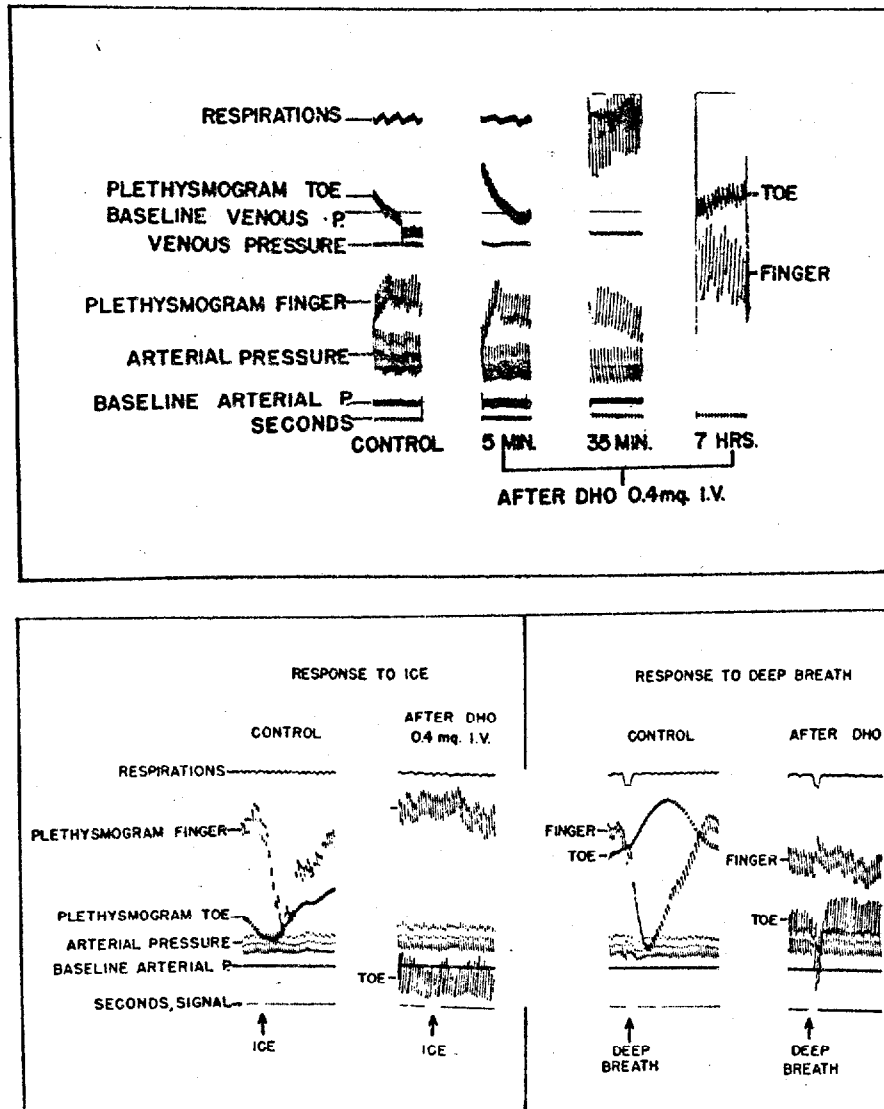 RESPIRATIONS
PLETHYSMOGRAM TOE
BASELINE VENOUS P.
VENOUS PRESSURE
PLETHYSMOGRAM FINGER
ARTERIAL PRESSURE
BASELINE ARTERIAL P.
SECONDS
TOE
FINGER
CONTROL 5 MIN. 35 MIN. 7 HRS.
AFTER DHO 0.4mq. I.V.
RESPONSE TO ICE
CONTROL
AFTER DHO
0.4 mq. I.V.
RESPIRATIONS
PLETHYSMOGRAM FINGER
PLETHYSMOGRAM TOE
ARTERIAL PRESSURE
BASELINE ARTERIAL P.
TOE
SECONDS, SIGNAL
ICE
ICE
RESPONSE TO DEEP BREATH
CONTROL
AFTER DHO
FINGER
TOE
FINGER
TOE
DEEP
BREATH
DEEP
BREATH